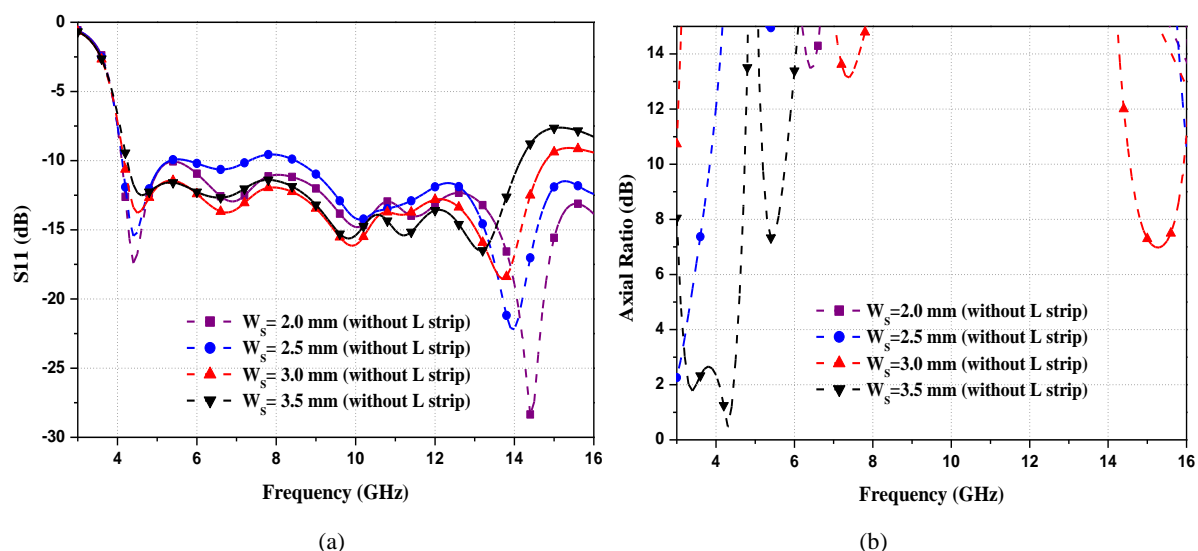 0
-5
-10
-15
-20
-25
-30
4 6 8 10 12 14 16
S11 (dB)
Frequency (GHz)
W_S= 2.0 mm (without L strip)
W_S= 2.5 mm (without L strip)
W_S= 3.0 mm (without L strip)
W_S= 3.5 mm (without L strip)
(a)
14
12
10
8
6
4
2
0
4 6 8 10 12 14 16
Axial Ratio (dB)
Frequency (GHz)
W_S=2.0 mm (without L strip)
W_S=2.5 mm (without L strip)
W_S=3.0 mm (without L strip)
W_S=3.5 mm (without L strip)
(b)